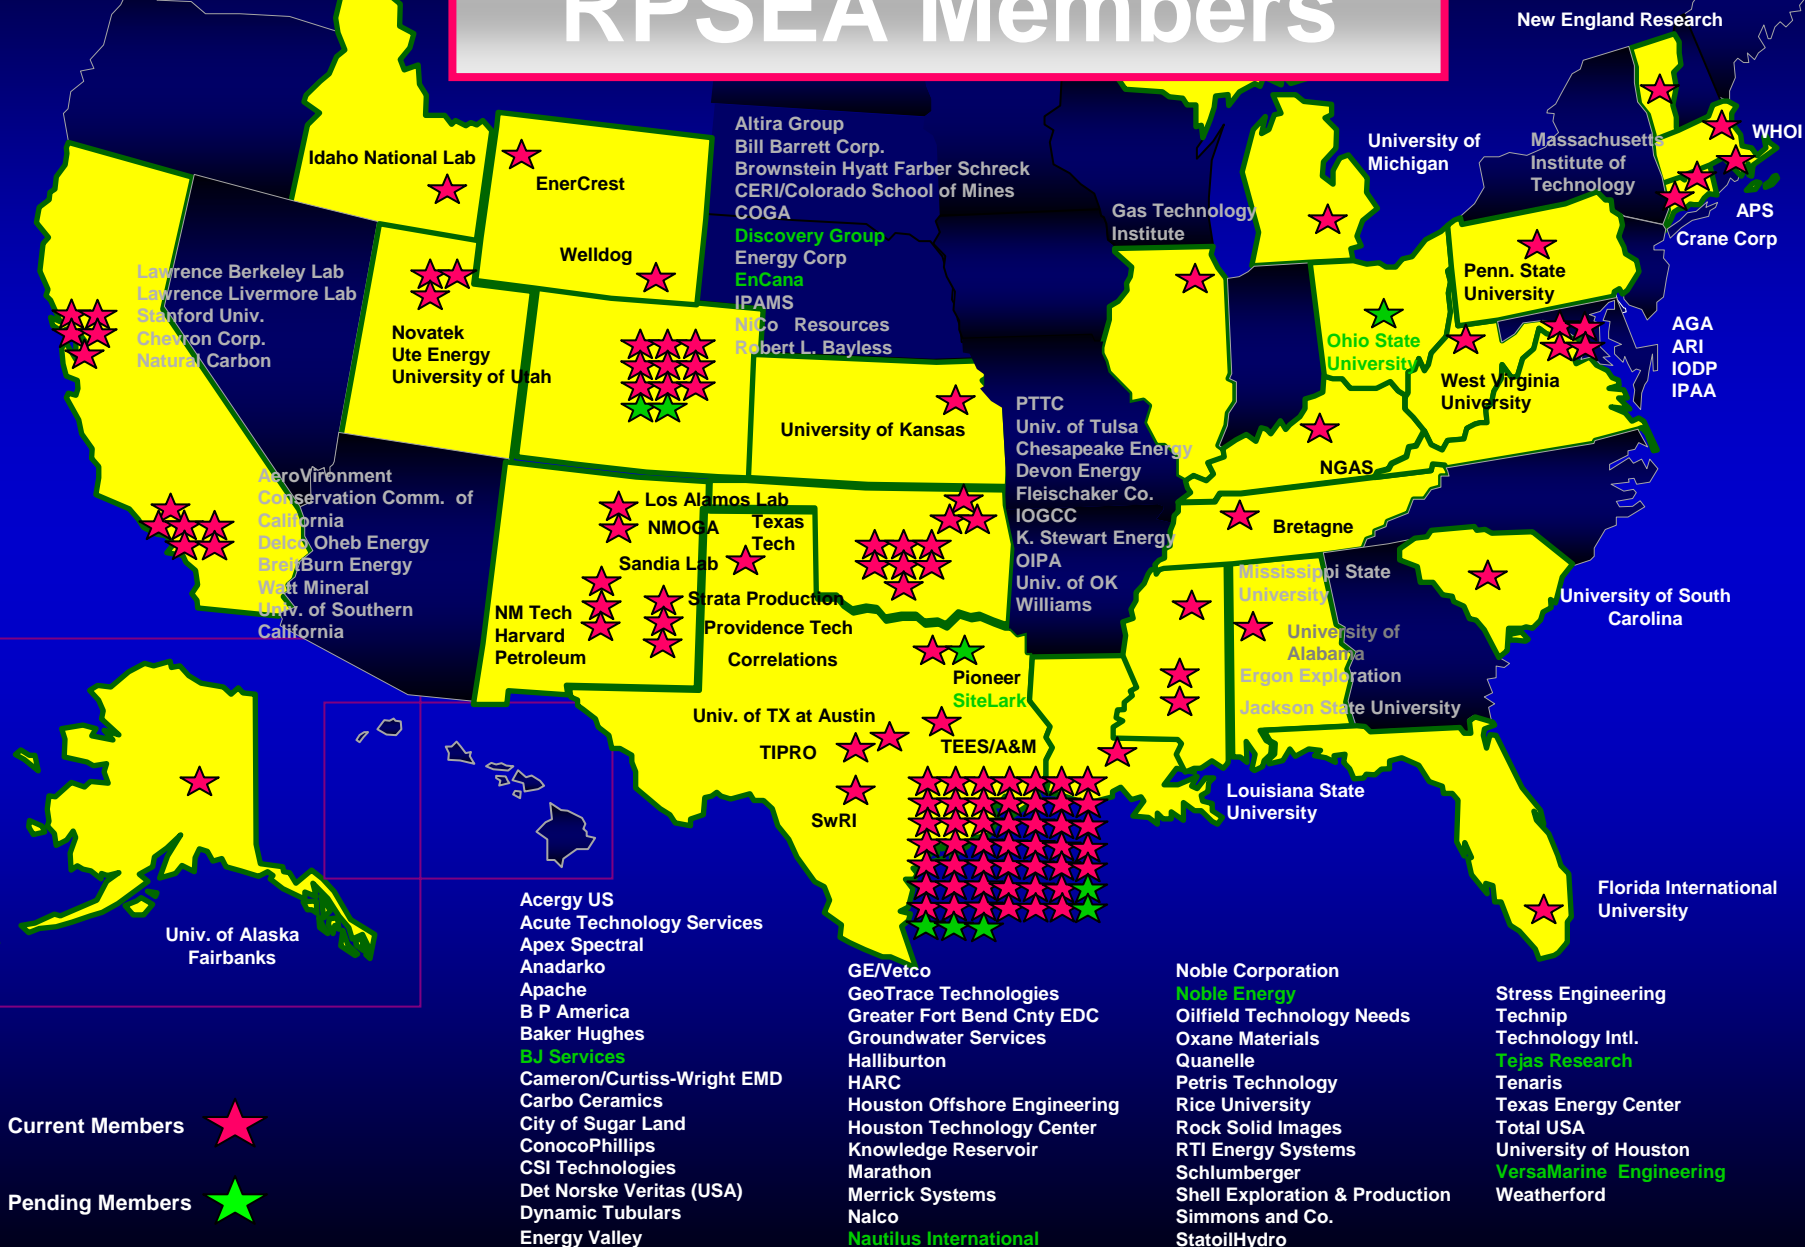 RPSEA Members
New England Research
WHOI
Massachusetts
Institute of
Technology
APS
Crane Corp
University of
Michigan
Gas Technology
Institute
Penn. State
University
Ohio State
University
AGA
ARI
IODP
IPAA
West Virginia
University
NGAS
Bretagne
University of South
Carolina
Mississippi State
University
University of
Alabama
Ergon Exploration
Jackson State University
Louisiana State
University
Florida International
University
Idaho National Lab
EnerCrest
Welldog
Altira Group
Bill Barrett Corp.
Brownstein Hyatt Farber Schreck
CERI/Colorado School of Mines
COGA
Discovery Group
Energy Corp
EnCana
IPAMS
NiCo Resources
Robert L. Bayless
Lawrence Berkeley Lab
Lawrence Livermore Lab
Stanford Univ.
Chevron Corp.
Natural Carbon
Novatek
Ute Energy
University of Utah
University of Kansas
PTTC
Univ. of Tulsa
Chesapeake Energy
Devon Energy
Fleischaker Co.
IOGCC
K. Stewart Energy
OIPA
Univ. of OK
Williams
AeroVironment
Conservation Comm. of
California
Delco Oheb Energy
BreitBurn Energy
Watt Mineral
Univ. of Southern
California
Los Alamos Lab
NMOGA
Sandia Lab
Texas
Tech
NM Tech
Harvard
Petroleum
Strata Production
Providence Tech
Correlations
Pioneer
SiteLark
Univ. of TX at Austin
TIPRO
TEES/A&M
SwRI
Univ. of Alaska
Fairbanks
Current Members
Pending Members
Acergy US
Acute Technology Services
Apex Spectral
Anadarko
Apache
B P America
Baker Hughes
BJ Services
Cameron/Curtiss-Wright EMD
Carbo Ceramics
City of Sugar Land
ConocoPhillips
CSI Technologies
Det Norske Veritas (USA)
Dynamic Tubulars
Energy Valley
GE/Vetco
GeoTrace Technologies
Greater Fort Bend Cnty EDC
Groundwater Services
Halliburton
HARC
Houston Offshore Engineering
Houston Technology Center
Knowledge Reservoir
Marathon
Merrick Systems
Nalco
Nautilus International
Noble Corporation
Noble Energy
Oilfield Technology Needs
Oxane Materials
Quanelle
Petris Technology
Rice University
Rock Solid Images
RTI Energy Systems
Schlumberger
Shell Exploration & Production
Simmons and Co.
StatoilHydro
Stress Engineering
Technip
Technology Intl.
Tejas Research
Tenaris
Texas Energy Center
Total USA
University of Houston
VersaMarine Engineering
Weatherford